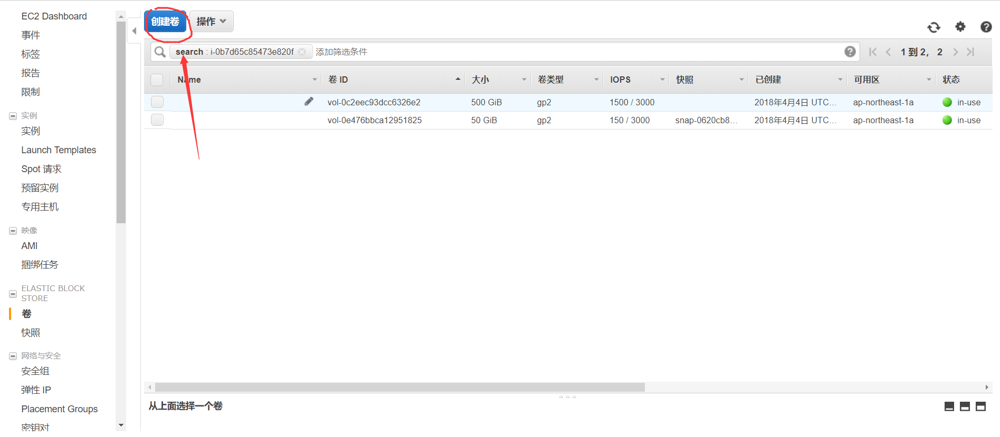 EC2 Dashboard
事件
标签
报告
限制
实例
实例
Launch Templates
Spot 请求
预留实例
专用主机
映像
AMI
捆绑任务
ELASTIC BLOCK
STORE
卷
快照
网络与安全
安全组
弹性 IP
Placement Groups
密钥对
创建卷 操作
search : i-0b7d65c85473e820f 添加筛选条件 1 到 2， 2
Name 卷 ID 大小 卷类型 IOPS 快照 已创建 可用区 状态
vol-0c2eec93dcc6326e2 500 GiB gp2 1500 / 3000 2018年4月4日 UTC... ap-northeast-1a in-use
vol-0e476bbca12951825 50 GiB gp2 150 / 3000 snap-0620cb8... 2018年4月4日 UTC... ap-northeast-1a in-use
从上面选择一个卷